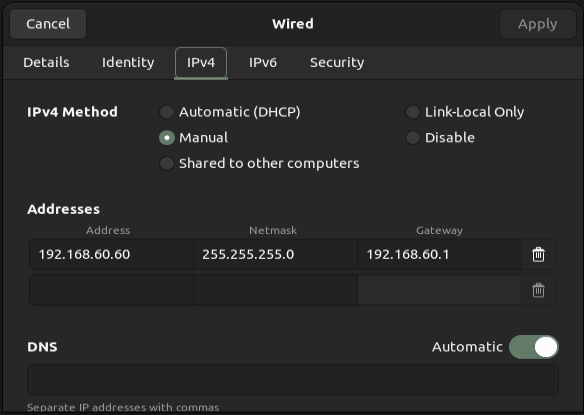 Cancel Wired Apply
Details Identity IPv4 IPv6 Security
IPv4 Method Automatic (DHCP) Link-Local Only
Manual Disable
Shared to other computers
Addresses
Address Netmask Gateway
192.168.60.60 255.255.255.0 192.168.60.1
DNS Automatic
Separate IP addresses with commas